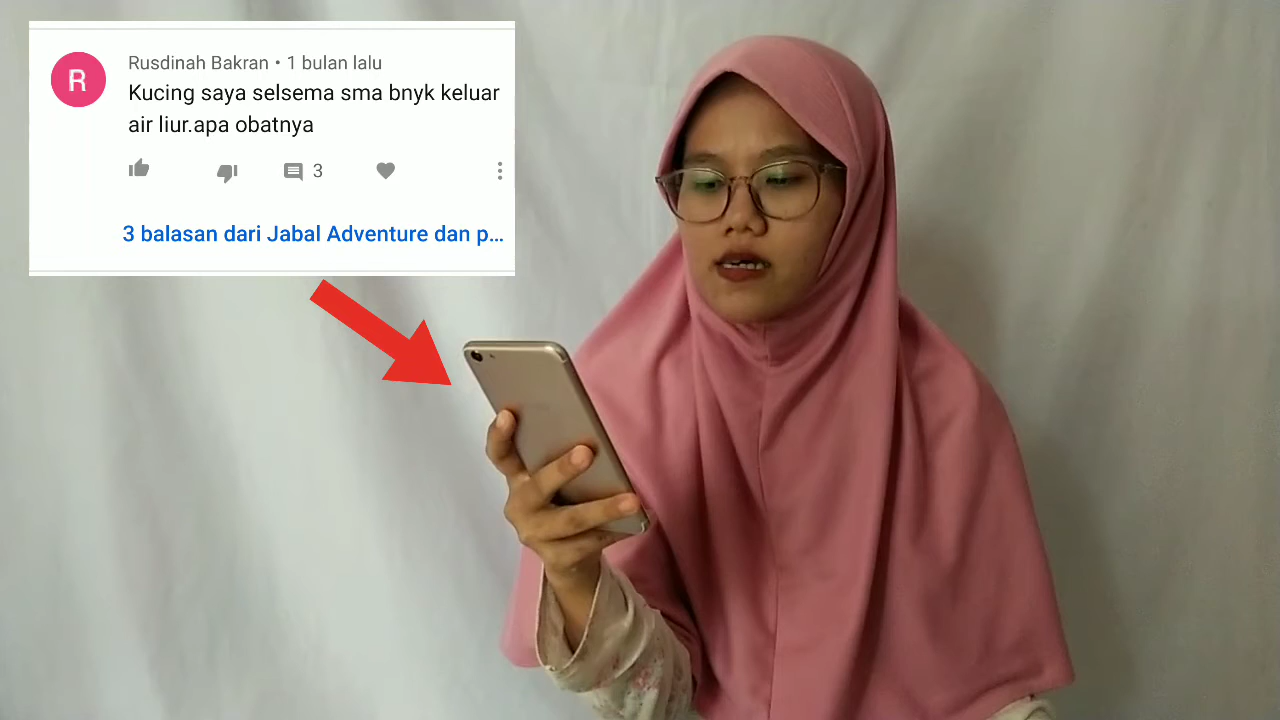 R
Rusdinah Bakran • 1 bulan lalu
Kucing saya selsema sma bnyk keluar
air liur.apa obatnya
3
3 balasan dari Jabal Adventure dan p...